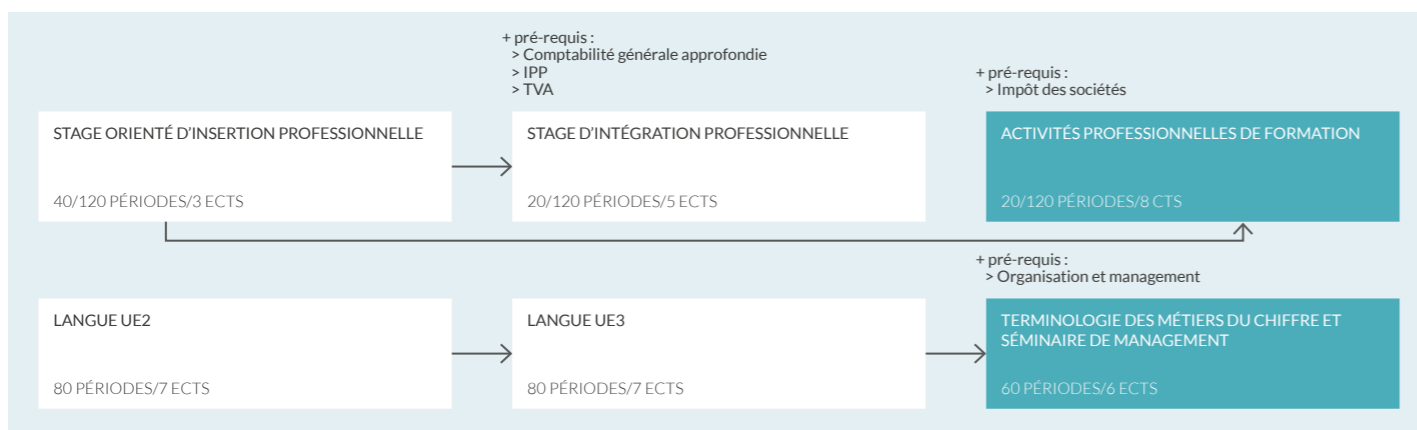 + pré-requis :
> Comptabilité générale approfondie
> IPP
> TVA
+ pré-requis :
> Impôt des sociétés
STAGE ORIENTÉ D'INSERTION PROFESSIONNELLE
40/120 PÉRIODES/3 ECTS
STAGE D'INTÉGRATION PROFESSIONNELLE
20/120 PÉRIODES/5 ECTS
ACTIVITÉS PROFESSIONNELLES DE FORMATION
20/120 PÉRIODES/8 CTS
+ pré-requis :
> Organisation et management
LANGUE UE2
80 PÉRIODES/7 ECTS
LANGUE UE3
80 PÉRIODES/7 ECTS
TERMINOLOGIE DES MÉTIERS DU CHIFFRE ET
SÉMINAIRE DE MANAGEMENT
60 PÉRIODES/6 ECTS